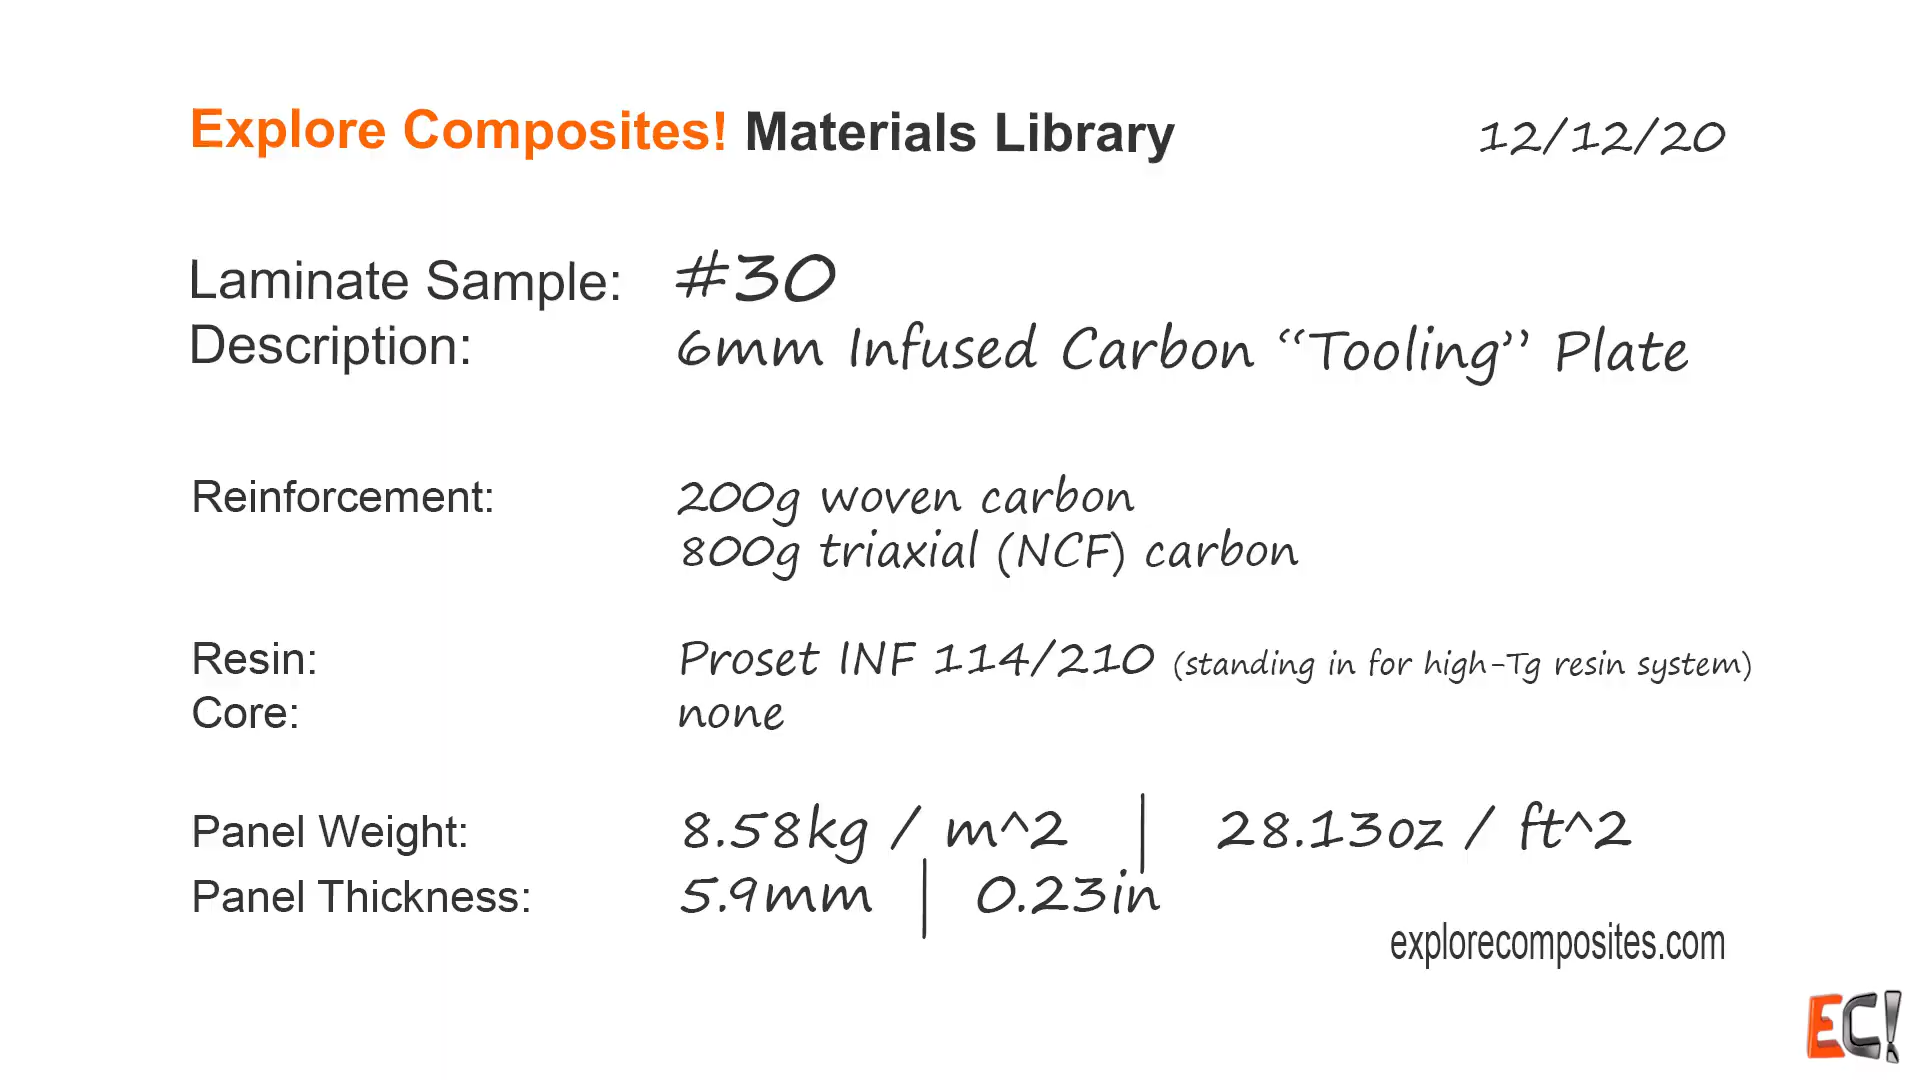 Explore Composites! Materials Library 12/12/20
Laminate Sample: #30
Description: 6mm Infused Carbon “Tooling” Plate
Reinforcement: 200g woven carbon
800g triaxial (NCF) carbon
Resin: Proset INF 114/210 (standing in for high-Tg resin system)
Core: none
Panel Weight: 8.58kg / m^2 | 28.13oz / ft^2
Panel Thickness: 5.9mm | 0.23in
explorecomposites.com
EC!